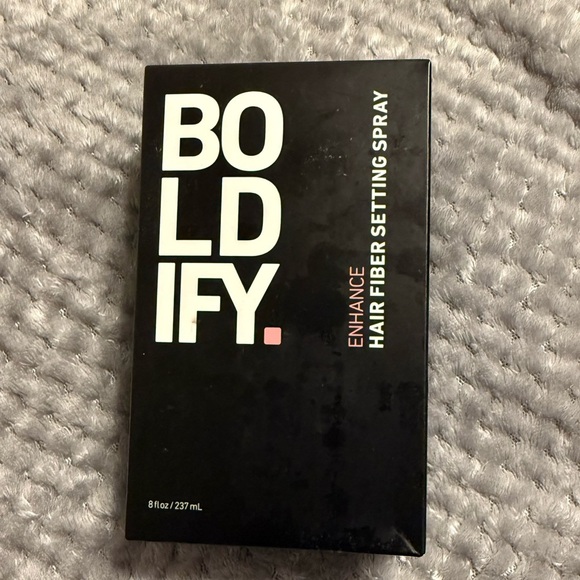 BO
LD
IFY.
ENHANCE
HAIR FIBER SETTING SPRAY
8 fl oz / 237 mL